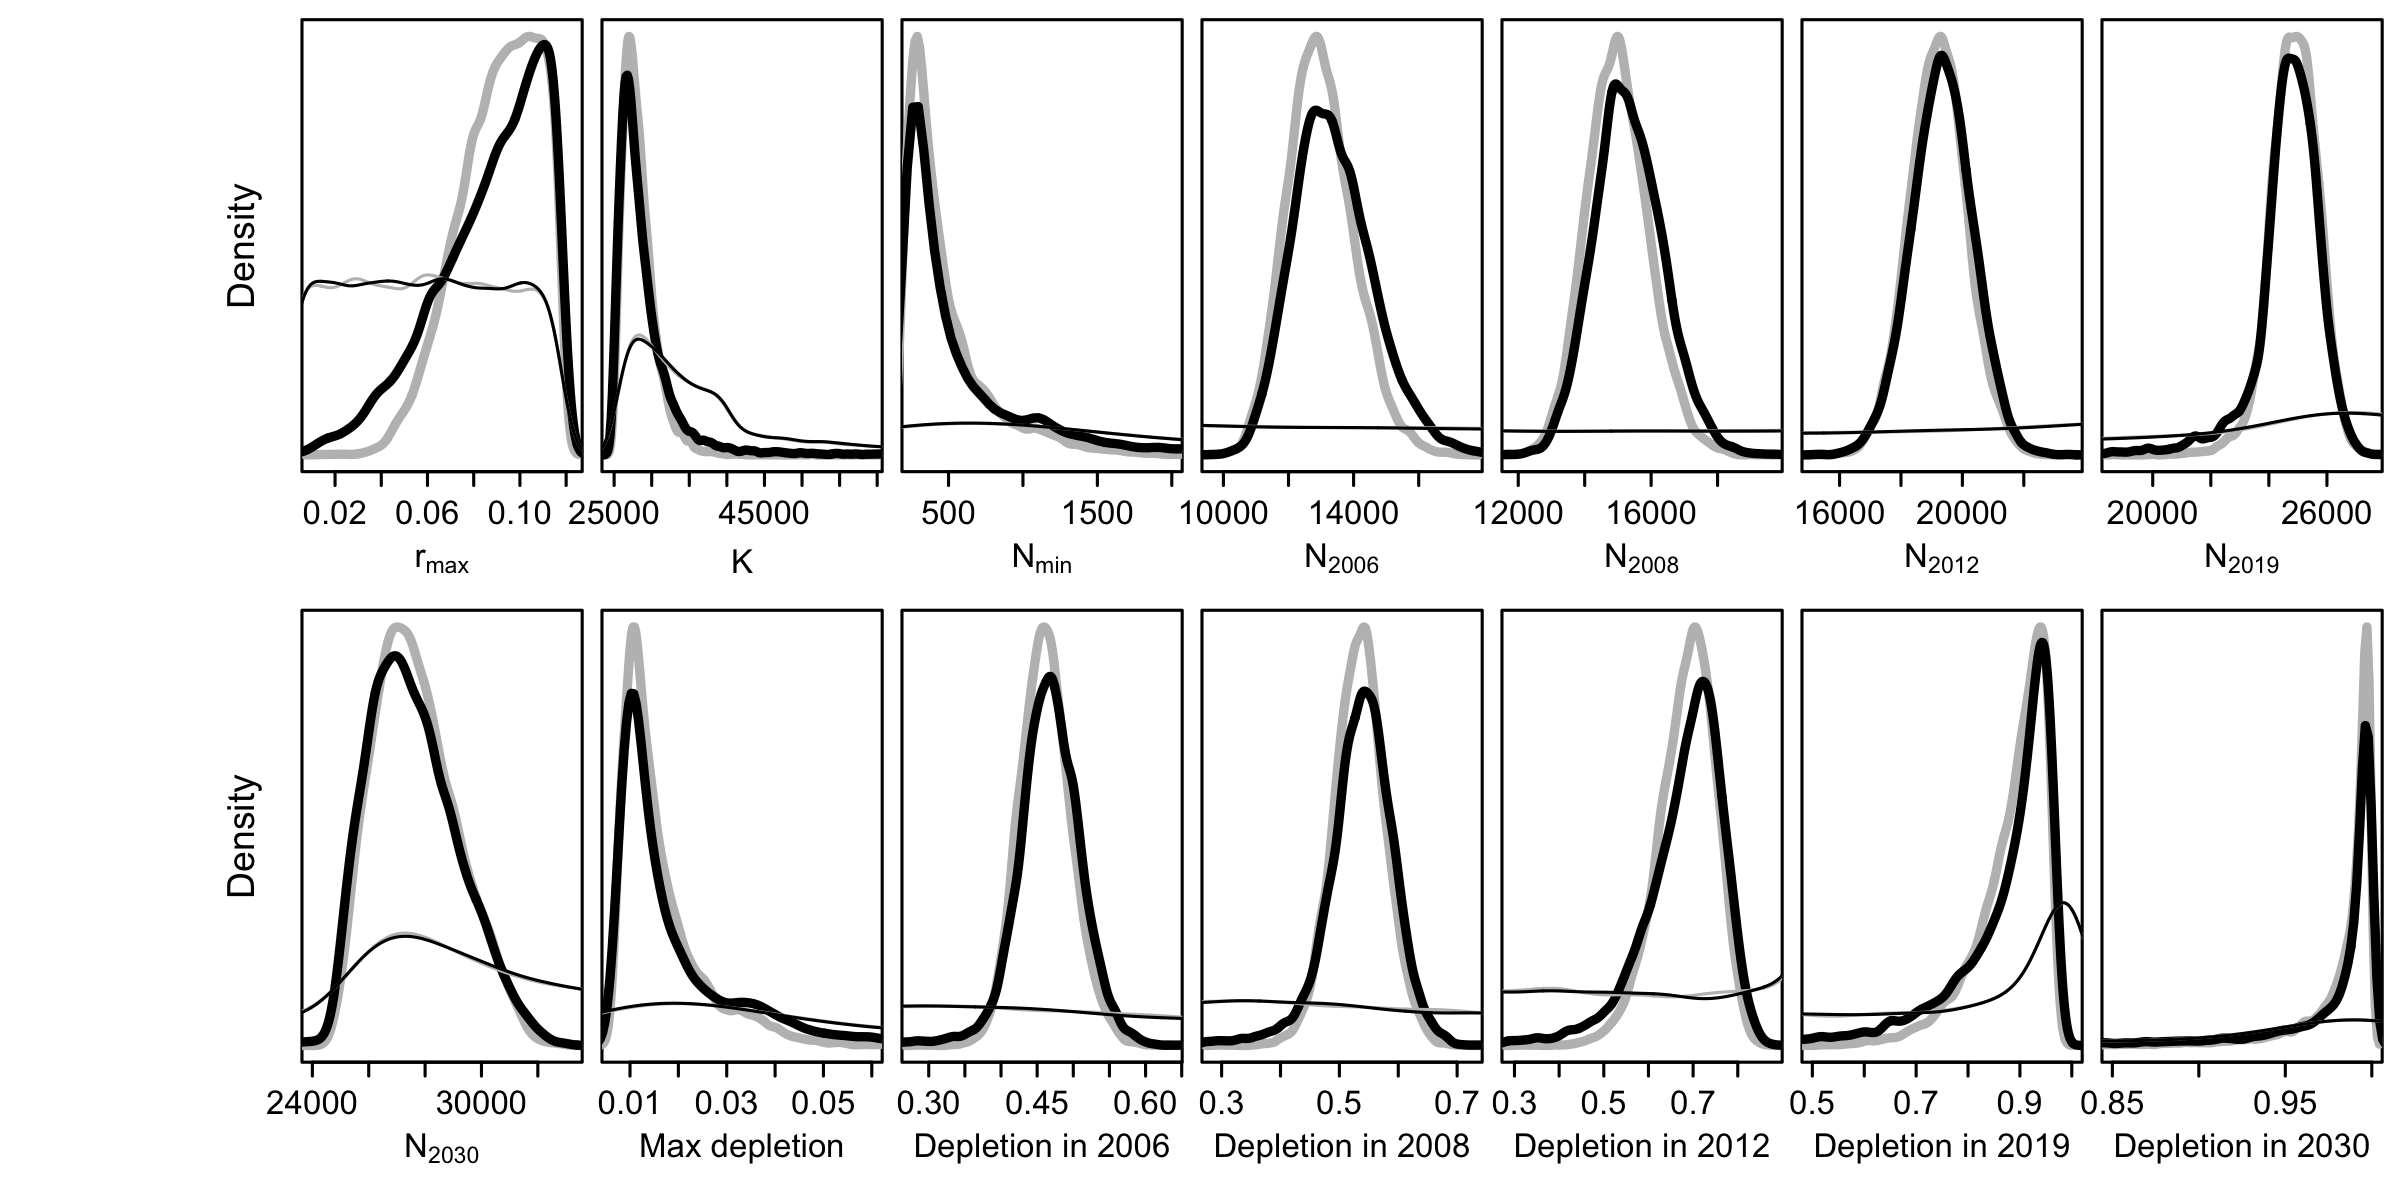 Density
0.02 0.06 0.10 25000 45000 500 1500 10000 14000 12000 16000 16000 20000 20000 26000
rmax K Nmin N2006 N2008 N2012 N2019
Density
24000 30000 0.01 0.03 0.05 0.30 0.45 0.60 0.3 0.5 0.7 0.3 0.5 0.7 0.5 0.7 0.9 0.85 0.95
N2030 Max depletion Depletion in 2006 Depletion in 2008 Depletion in 2012 Depletion in 2019 Depletion in 2030